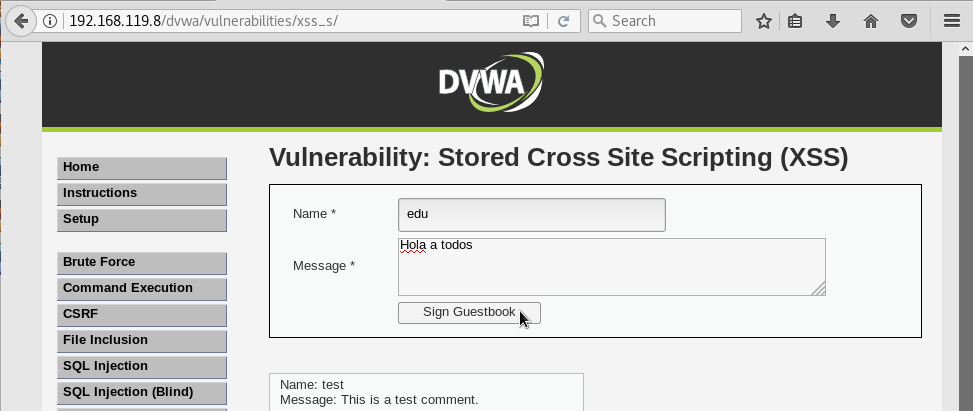 192.168.119.8/dvwa/vulnerabilities/xss_s/
Search
DVWA
Home
Instructions
Setup
Brute Force
Command Execution
CSRF
File Inclusion
SQL Injection
SQL Injection (Blind)
Vulnerability: Stored Cross Site Scripting (XSS)
Name *
edu
Message *
Hola a todos
Sign Guestbook
Name: test
Message: This is a test comment.